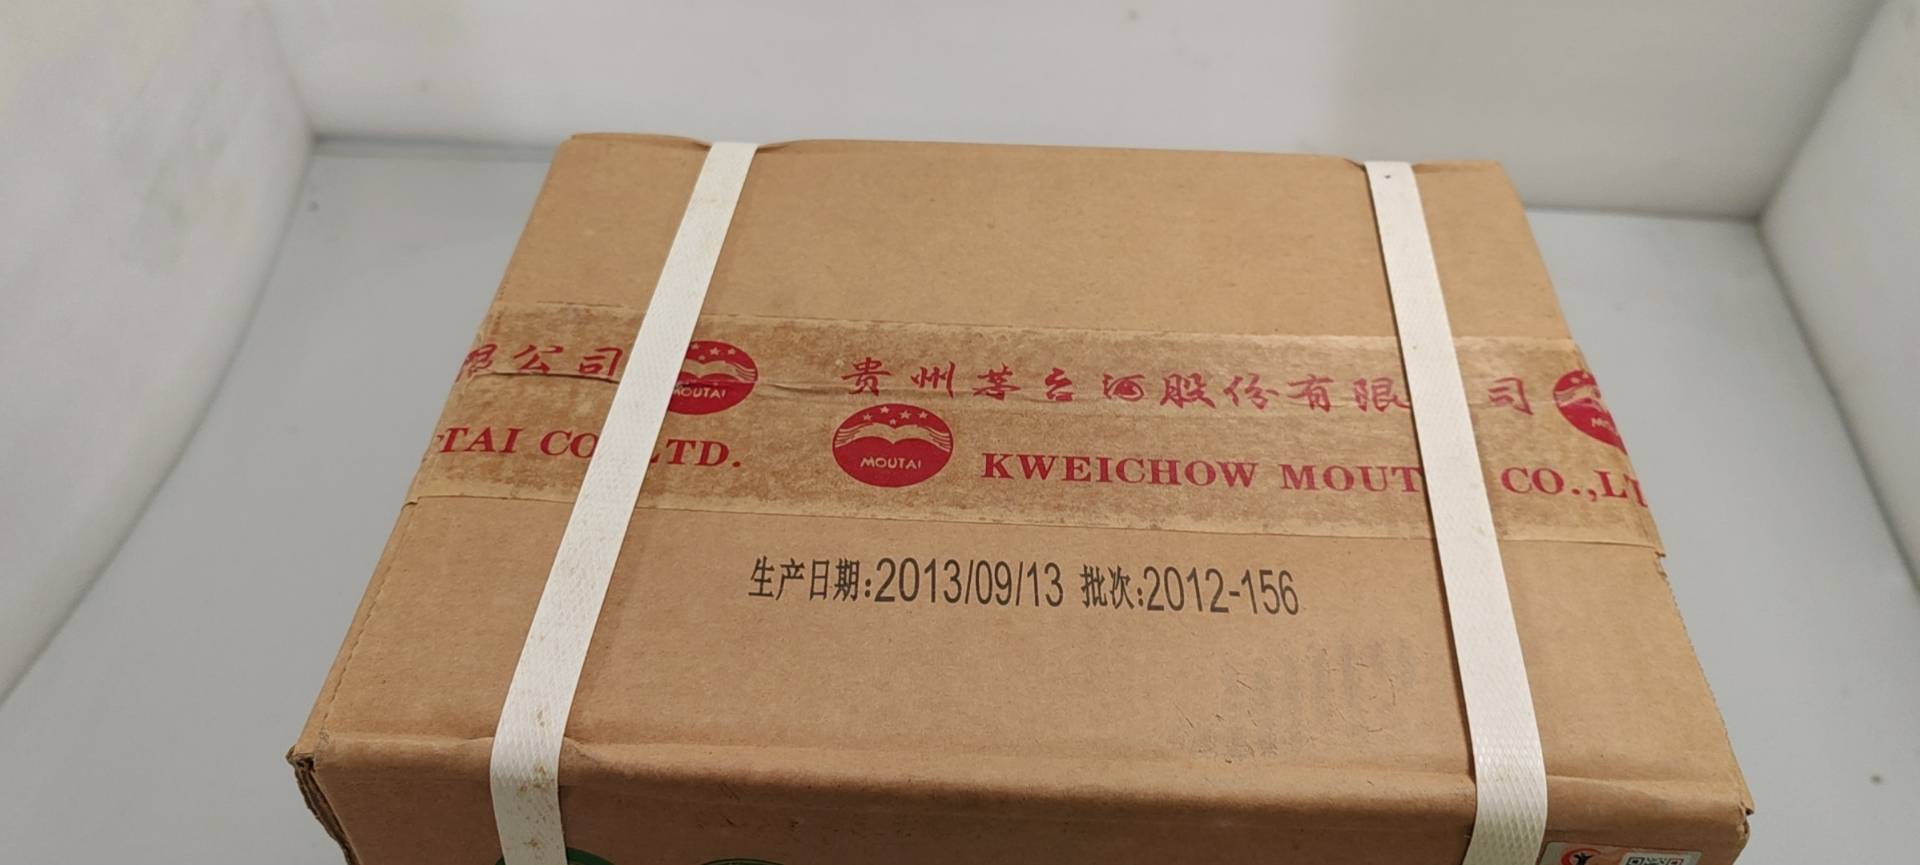 限公司 MOUTAI 贵州茅台酒股份有限 司
TAI CO LTD. MOUTAI KWEICHOW MOUT CO.,LT
生产日期:2013/09/13 批次:2012-156